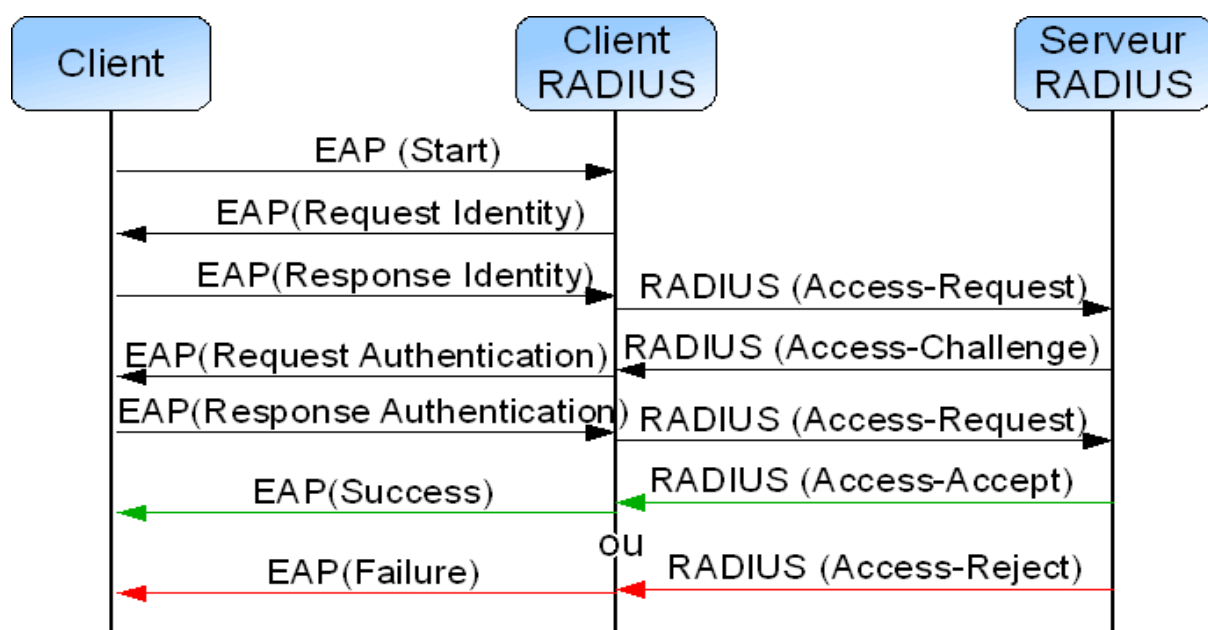 Client
Client
RADIUS
Serveur
RADIUS
EAP (Start)
EAP(Request Identity)
EAP(Response Identity)
RADIUS (Access-Request)
RADIUS (Access-Challenge)
EAP(Request Authentication)
EAP(Response Authentication)
RADIUS (Access-Request)
RADIUS (Access-Accept)
EAP(Success)
ou
RADIUS (Access-Reject)
EAP(Failure)